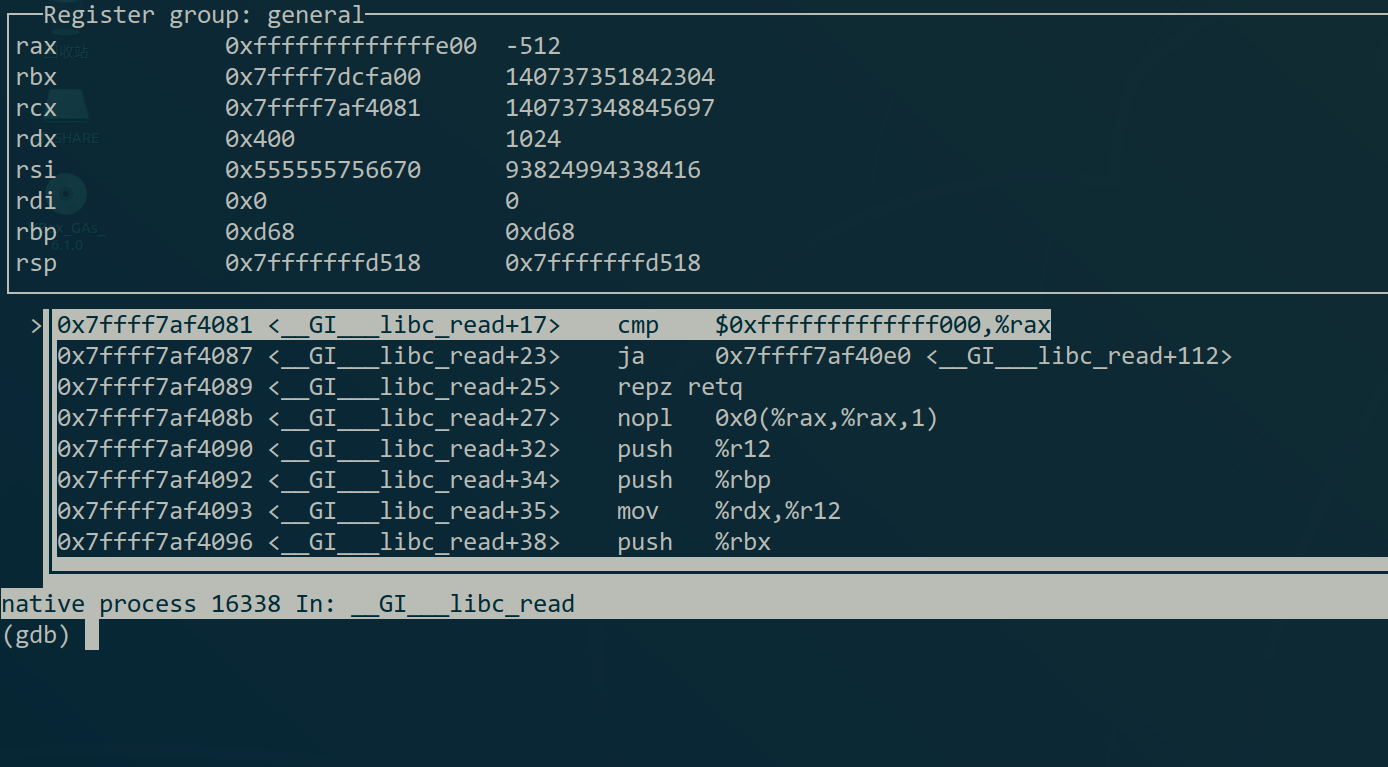 Register group: general
rax 0xfffffffffffffe00 -512
rbx 0x7ffff7dcfa00 140737351842304
rcx 0x7ffff7af4081 140737348845697
rdx 0x400 1024
rsi 0x555555756670 93824994338416
rdi 0x0 0
rbp 0xd68 0xd68
rsp 0x7fffffffd518 0x7fffffffd518
>0x7ffff7af4081 <__GI___libc_read+17> cmp $0xfffffffffffff000,%rax
0x7ffff7af4087 <__GI___libc_read+23> ja 0x7ffff7af40e0 <__GI___libc_read+112>
0x7ffff7af4089 <__GI___libc_read+25> repz retq
0x7ffff7af408b <__GI___libc_read+27> nopl 0x0(%rax,%rax,1)
0x7ffff7af4090 <__GI___libc_read+32> push %r12
0x7ffff7af4092 <__GI___libc_read+34> push %rbp
0x7ffff7af4093 <__GI___libc_read+35> mov %rdx,%r12
0x7ffff7af4096 <__GI___libc_read+38> push %rbx
native process 16338 In: __GI___libc_read
(gdb)